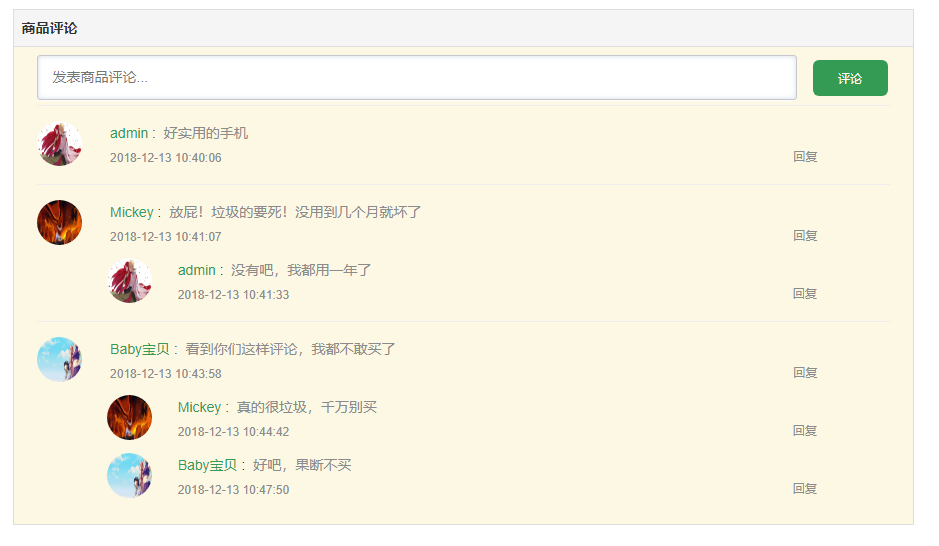 商品评论
发表商品评论...
评论
admin： 好实用的手机
2018-12-13 10:40:06
回复
Mickey： 放屁！垃圾的要死！没用到几个月就坏了
2018-12-13 10:41:07
回复
admin： 没有吧，我都用一年了
2018-12-13 10:41:33
回复
Baby宝贝： 看到你们这样评论，我都不敢买了
2018-12-13 10:43:58
回复
Mickey： 真的很垃圾，千万别买
2018-12-13 10:44:42
回复
Baby宝贝： 好吧，果断不买
2018-12-13 10:47:50
回复